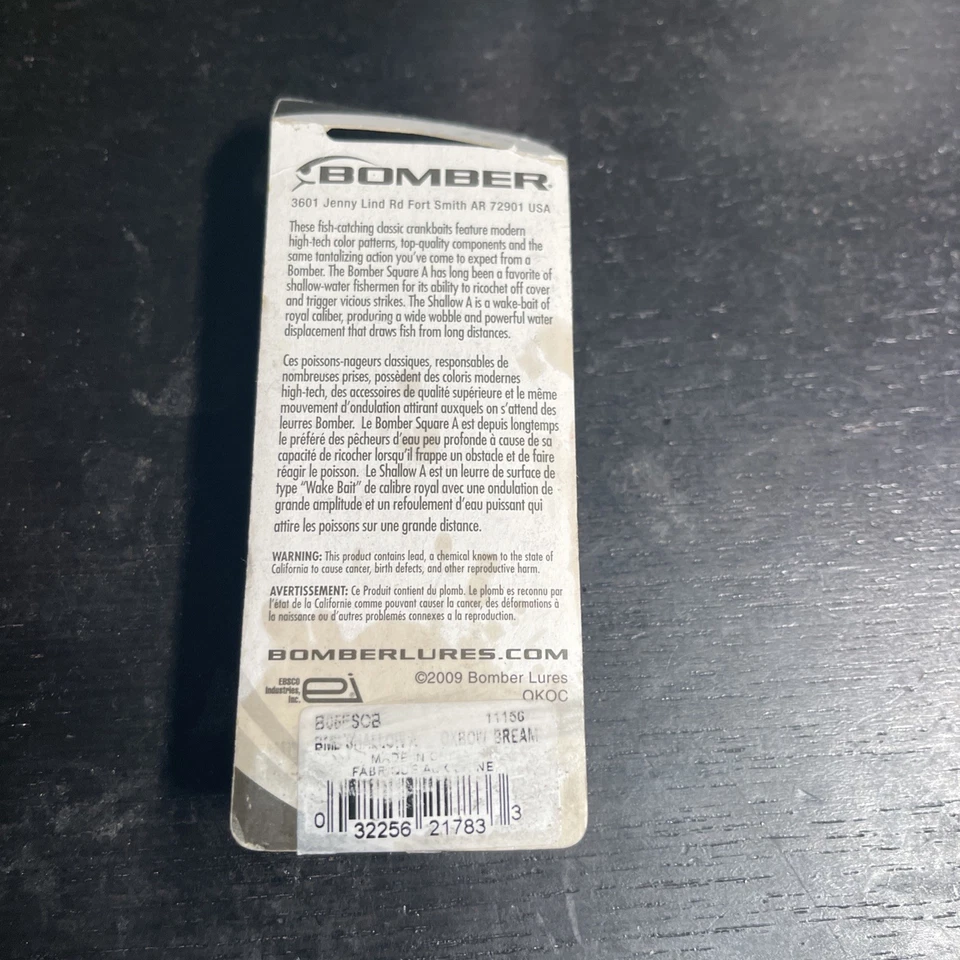 BOMBER
3601 Jenny Lind Rd Fort Smith AR 72901 USA
These fish-catching classic crankbaits feature modern
high-tech color patterns, top-quality components and the
same tantalizing action you've come to expect from a
Bomber. The Bomber Square A has long been a favorite of
shallow-water fishermen for its ability to ricochet off cover
and trigger vicious strikes. The Shallow A is a wake-bait of
royal caliber, producing a wide wobble and powerful water
displacement that draws fish from long distances.
Ces poissons-nageurs classiques, responsables de
nombreuses prises, possèdent des coloris modernes
high-tech, des accessoires de qualité supérieure et le même
mouvement d'ondulation attirant auxquels on s'attend des
leurres Bomber. Le Bomber Square A est depuis longtemps
le préféré des pêcheurs d'eau peu profonde à cause de sa
capacité de ricocher lorsqu'il frappe un obstacle et de faire
réagir le poisson. Le Shallow A est un leurre de surface de
type "Wake Bait" de calibre royal avec une ondulation de
grande amplitude et un refoulement d'eau puissant qui
attire les poissons sur une grande distance.
WARNING: This product contains lead, a chemical known to the state of
California to cause cancer, birth defects, and other reproductive harm.
AVERTISSEMENT: Ce Produit contient du plomb. Le plomb es reconnu par
l'état de la Californie comme pouvant causer la cancer, des déformations à
la naissance ou d'autres problemés connexes a la reproduction.
BOMBERLURES.COM
EBSCO
Industries,
Inc.
ei
©2009 Bomber Lures
OKOC
11156
OXBOW BREAM
MADE IN
0 32256 21783 3